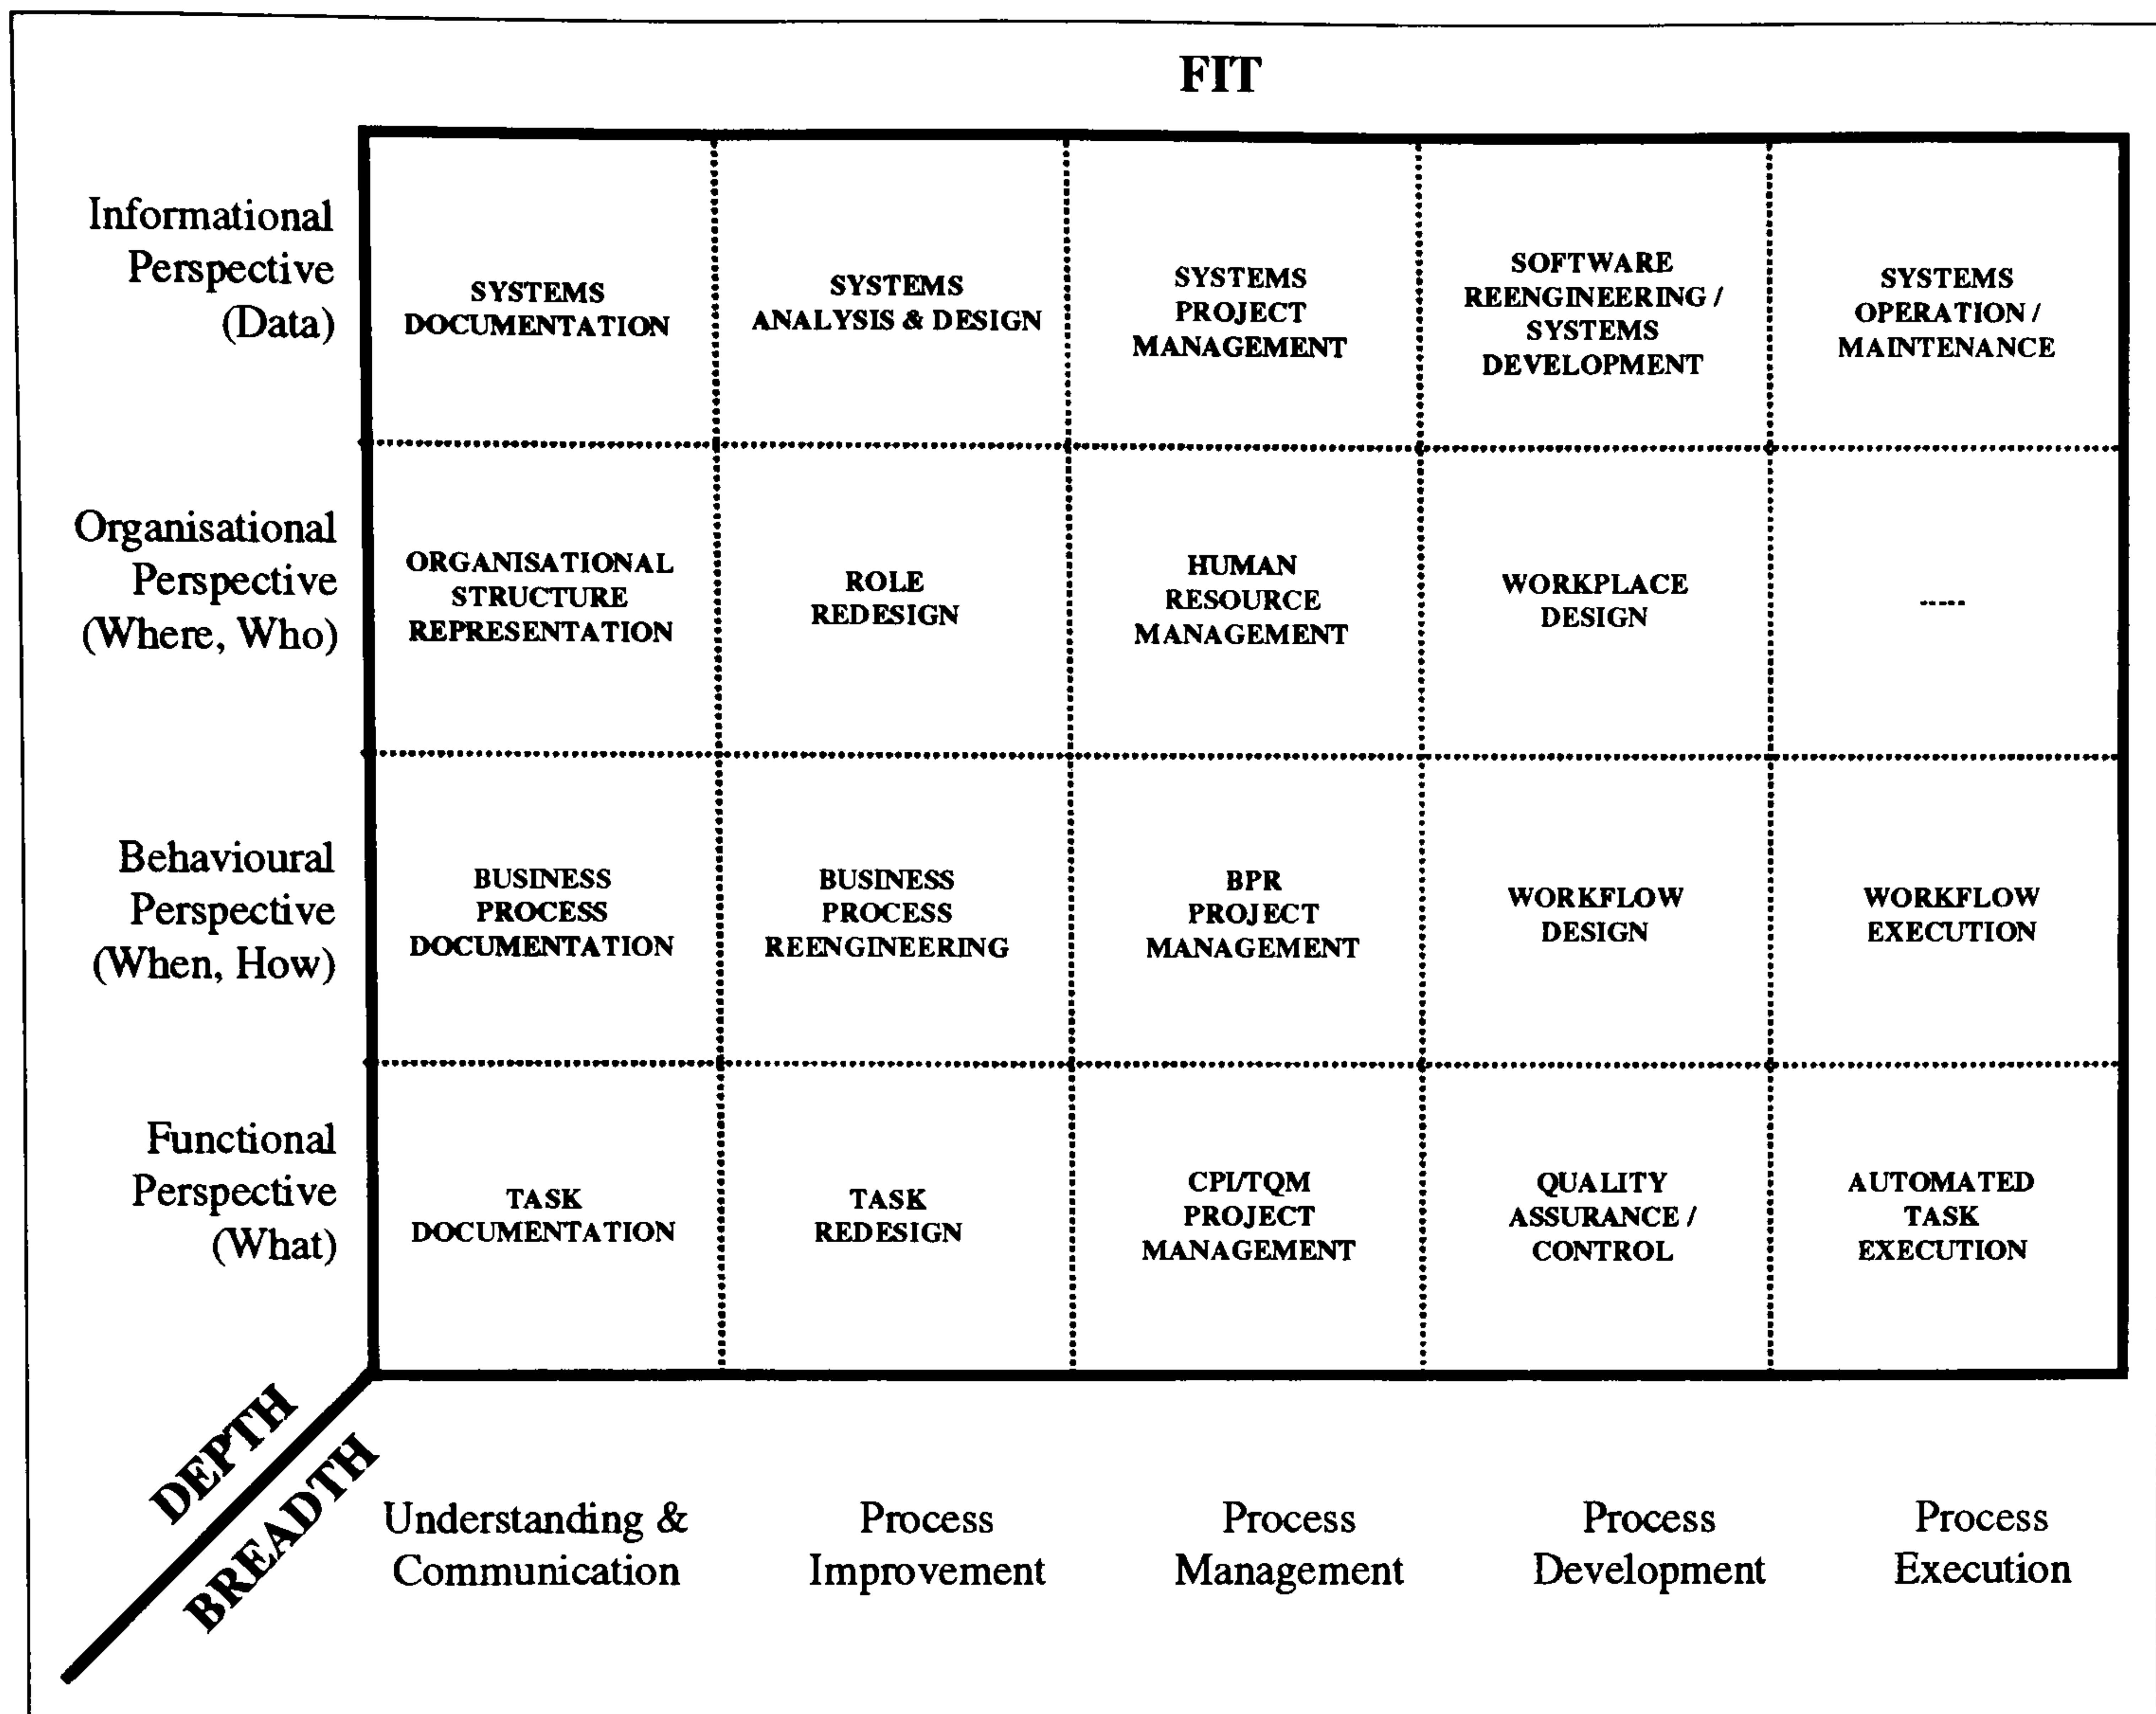 FIT
Informational
Perspective
(Data)
SYSTEMS
DOCUMENTATION
SYSTEMS
ANALYSIS & DESIGN
SYSTEMS
PROJECT
MANAGEMENT
SOFTWARE
REENGINEERING /
SYSTEMS
DEVELOPMENT
SYSTEMS
OPERATION /
MAINTENANCE
Organisational
Perspective
(Where, Who)
ORGANISATIONAL
STRUCTURE
REPRESENTATION
ROLE
REDESIGN
HUMAN
RESOURCE
MANAGEMENT
WORKPLACE
DESIGN
-----
Behavioural
Perspective
(When, How)
BUSINESS
PROCESS
DOCUMENTATION
BUSINESS
PROCESS
REENGINEERING
BPR
PROJECT
MANAGEMENT
WORKFLOW
DESIGN
WORKFLOW
EXECUTION
Functional
Perspective
(What)
TASK
DOCUMENTATION
TASK
REDESIGN
CPI/TQM
PROJECT
MANAGEMENT
QUALITY
ASSURANCE /
CONTROL
AUTOMATED
TASK
EXECUTION
DEPTH
BREADTH
Understanding &
Communication
Process
Improvement
Process
Management
Process
Development
Process
Execution